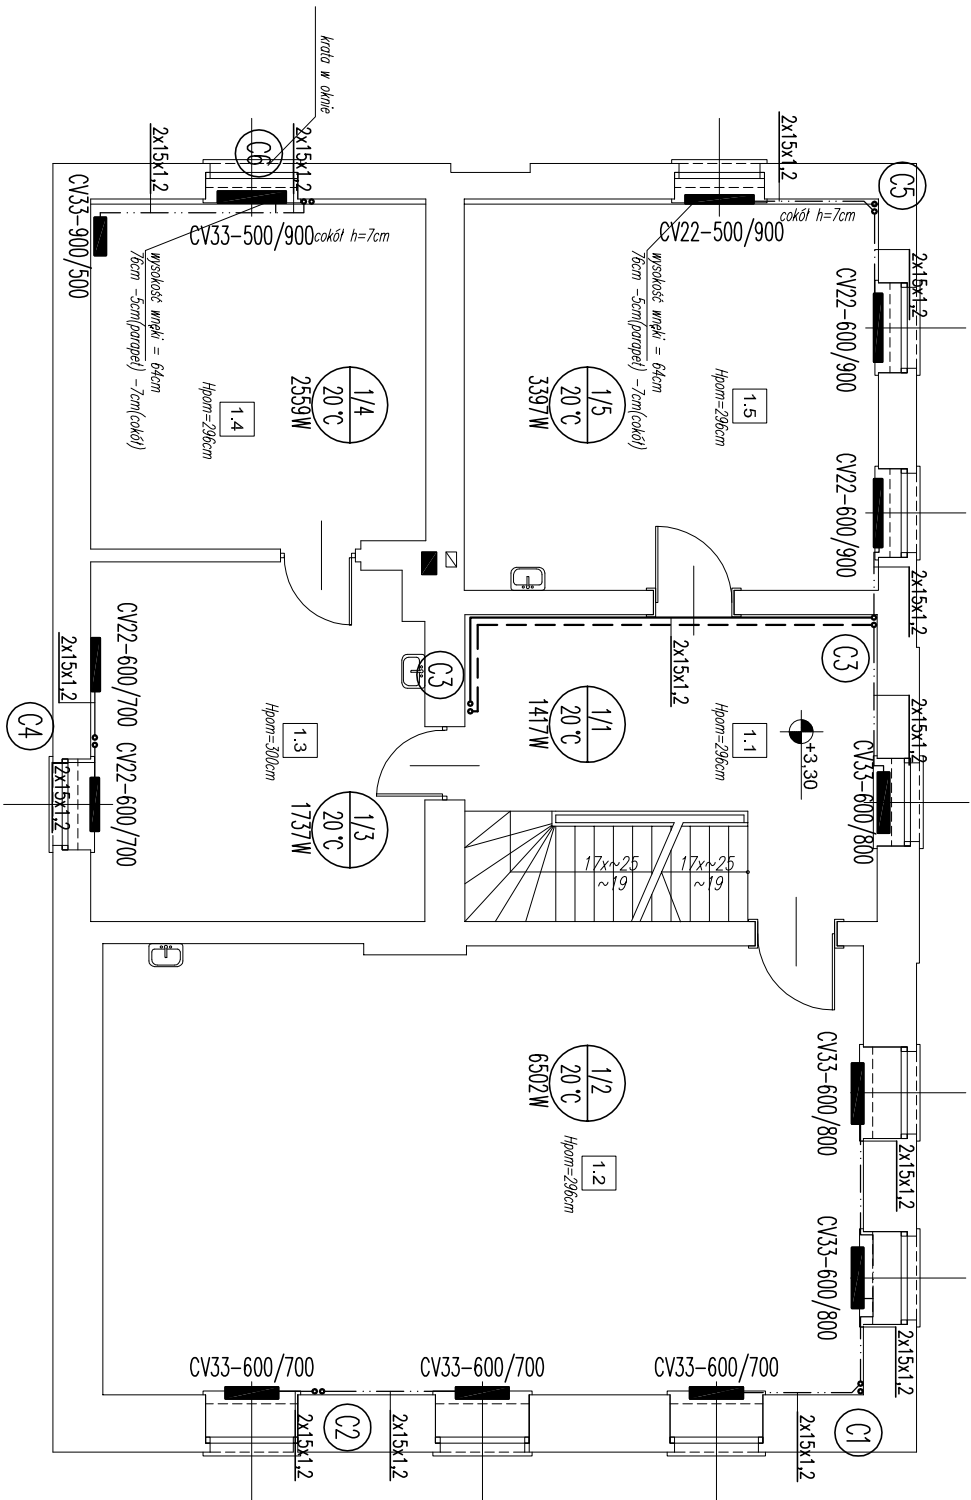 krata w oknie
2x15x1,2
C6
2x15x1,2
2x15x1,2
C5
CV33-900/500
CV33-500/900
cokół h=7cm
CV22-500/900
cokół h=7cm
wysokość wnęki = 64cm
76cm -5cm(parapet) -7cm(cokół)
wysokość wnęki = 64cm
76cm -5cm(parapet) -7cm(cokół)
2x15x1,2
CV22-600/900
1/4
20°C
2559W
1.4
Hpom=296cm
1/5
20°C
3397W
1.5
Hpom=296cm
CV22-600/900
2x15x1,2
CV22-600/700
2x15x1,2
C3
2x15x1,2
C3
C4
CV22-600/700
2x15x1,2
1.3
Hpom=300cm
1/3
20°C
1737W
1/1
20°C
1417W
1.1
Hpom=296cm
+3.30
2x15x1,2
CV33-600/800
17x~25
~19
17x~25
~19
1/2
20°C
6502W
1.2
Hpom=296cm
CV33-600/800
2x15x1,2
CV33-600/800
2x15x1,2
CV33-600/700
CV33-600/700
CV33-600/700
2x15x1,2
C2
2x15x1,2
2x15x1,2
C1